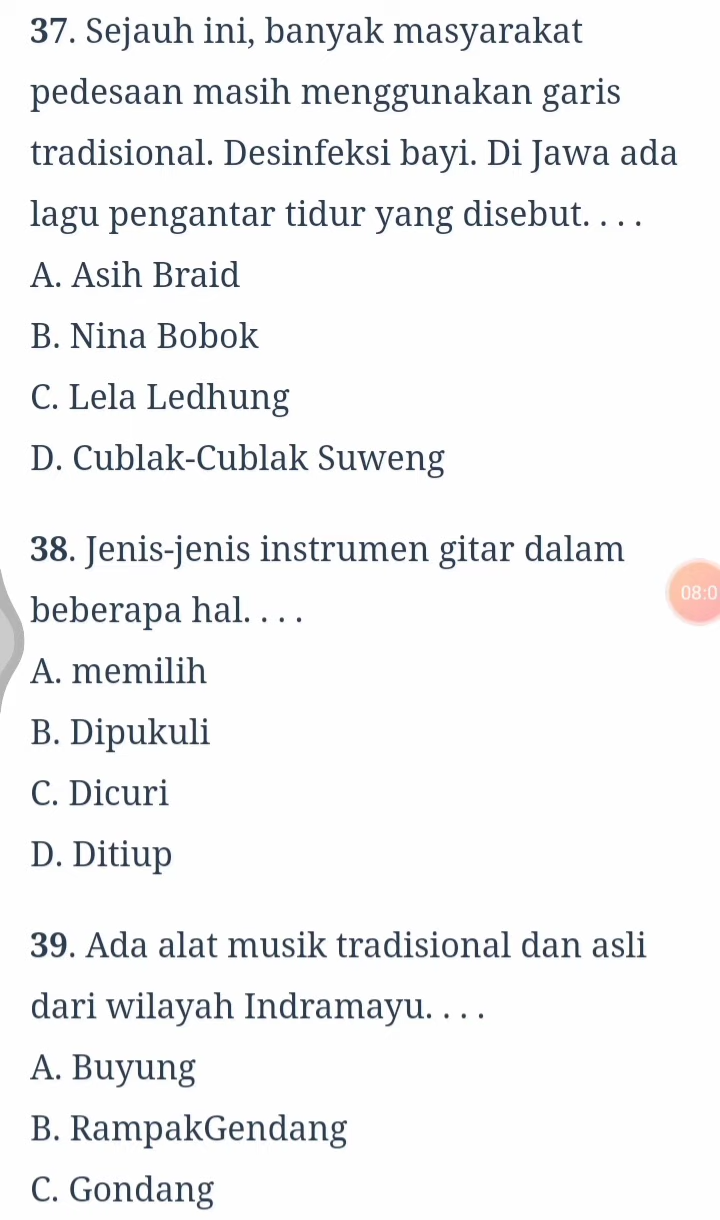 37. Sejauh ini, banyak masyarakat
pedesaan masih menggunakan garis
tradisional. Desinfeksi bayi. Di Jawa ada
lagu pengantar tidur yang disebut. . . .
A. Asih Braid
B. Nina Bobok
C. Lela Ledhung
D. Cublak-Cublak Suweng
38. Jenis-jenis instrumen gitar dalam
beberapa hal. . . .
08:0
A. memilih
B. Dipukuli
C. Dicuri
D. Ditiup
39. Ada alat musik tradisional dan asli
dari wilayah Indramayu. . . .
A. Buyung
B. RampakGendang
C. Gondang